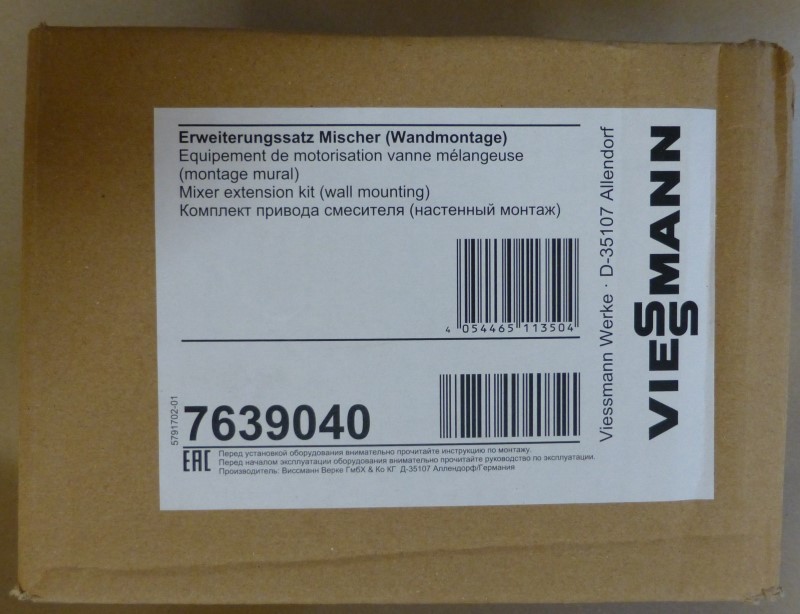 Erweiterungssatz Mischer (Wandmontage)
Equipement de motorisation vanne mélangeuse
(montage mural)
Mixer extension kit (wall mounting)
Комплект привода смесителя (настенный монтаж)
4 054465 113504
5791702-01
7639040
EAC
Перед установкой оборудования внимательно прочитайте инструкцию по монтажу.
Перед началом эксплуатации оборудования внимательно прочитайте руководство по эксплуатации.
Производитель: Виссманн Верке ГмбХ & Ко КГ Д-35107 Аллендорф/Германия
Viessmann Werke · D-35107 Allendorf
VIESSMANN